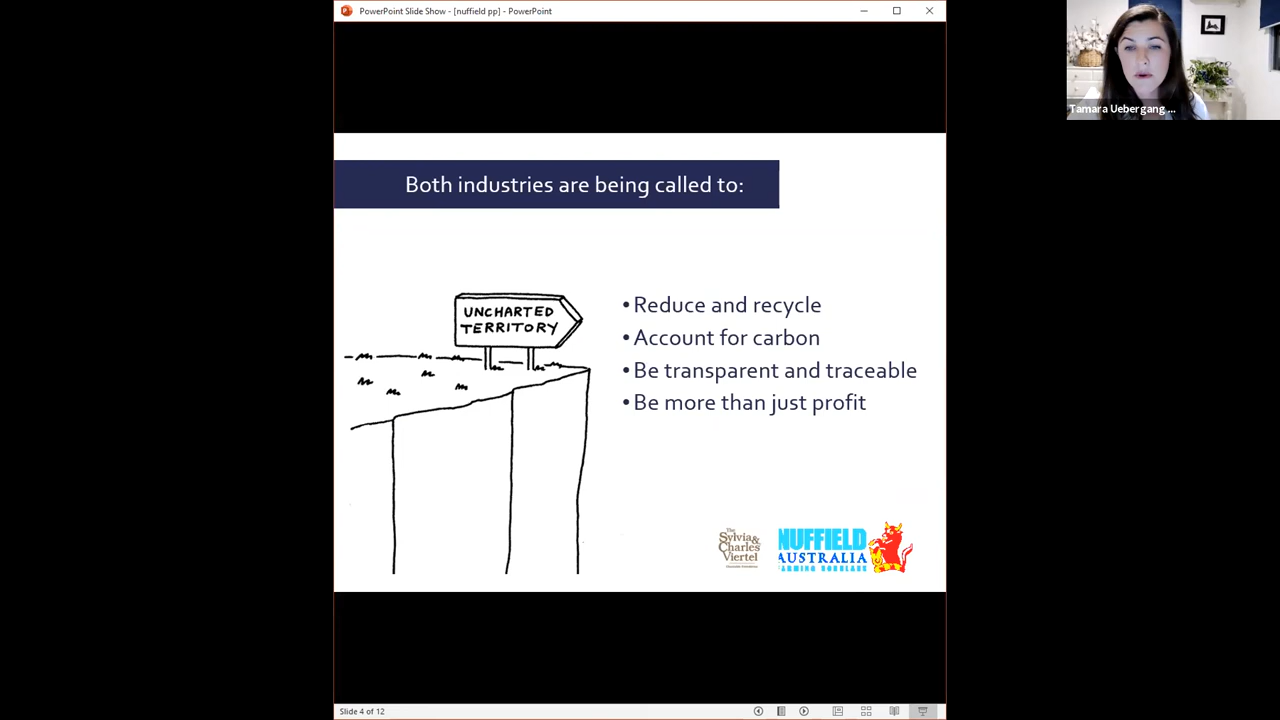 PowerPoint Slide Show - [nuffield pp] - PowerPoint
Tamara Uebergang ...
Both industries are being called to:
UNCHARTED
TERRITORY
• Reduce and recycle
• Account for carbon
• Be transparent and traceable
• Be more than just profit
The
Sylvia &
Charles
Viertel
NUFFIELD
AUSTRALIA
Slide 4 of 12